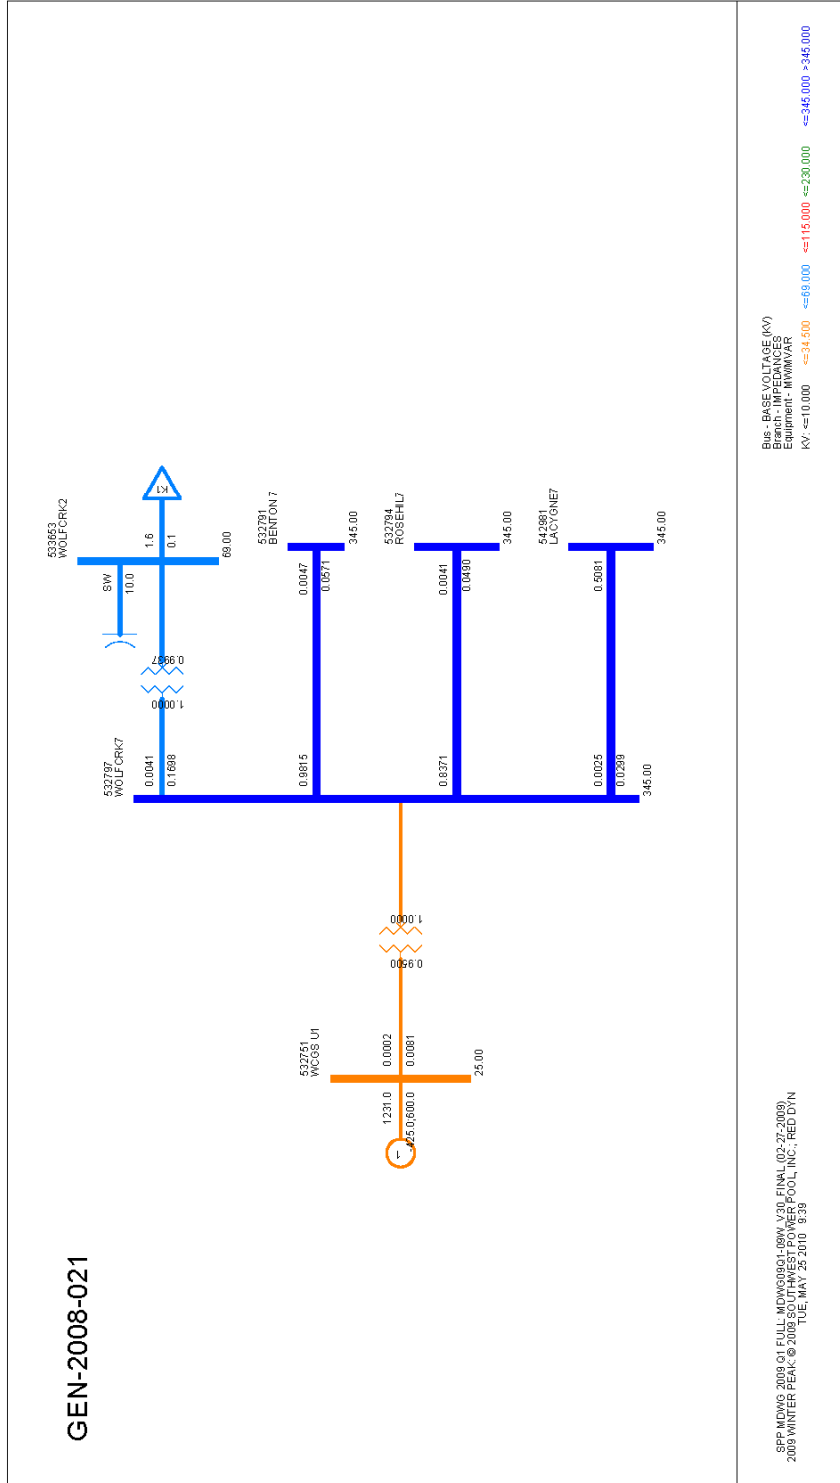 GEN-2008-021
532751
WCGS U1
1231.0
-425.0;600.0
1
0.0002
0.0081
25.00
0.9500
1.0000
532797
WOLFCRK7
0.0041
0.1698
1.0000
0.9937
0.9815
0.8371
0.0025
0.0299
345.00
533653
WOLFCRK2
SW
10.0
1.6
0.1
K1
69.00
532791
BENTON 7
0.0047
0.0571
345.00
532794
ROSEHIL7
0.0041
0.0490
345.00
542981
LACYGNE7
0.5081
345.00
SPP MDWG 2009 Q1 FULL: MDWG09Q1-09W_V30_FINAL (02-27-2009)
2009 WINTER PEAK: © 2009 SOUTHWEST POWER POOL, INC.; RED DYN
TUE, MAY 25 2010 9:39
Bus - BASE VOLTAGE (KV)
Branch - IMPEDANCES
Equipment - MW/MVAR
KV: <=10.000 <=34.500 <=69.000 <=115.000 <=230.000 <=345.000 >345.000